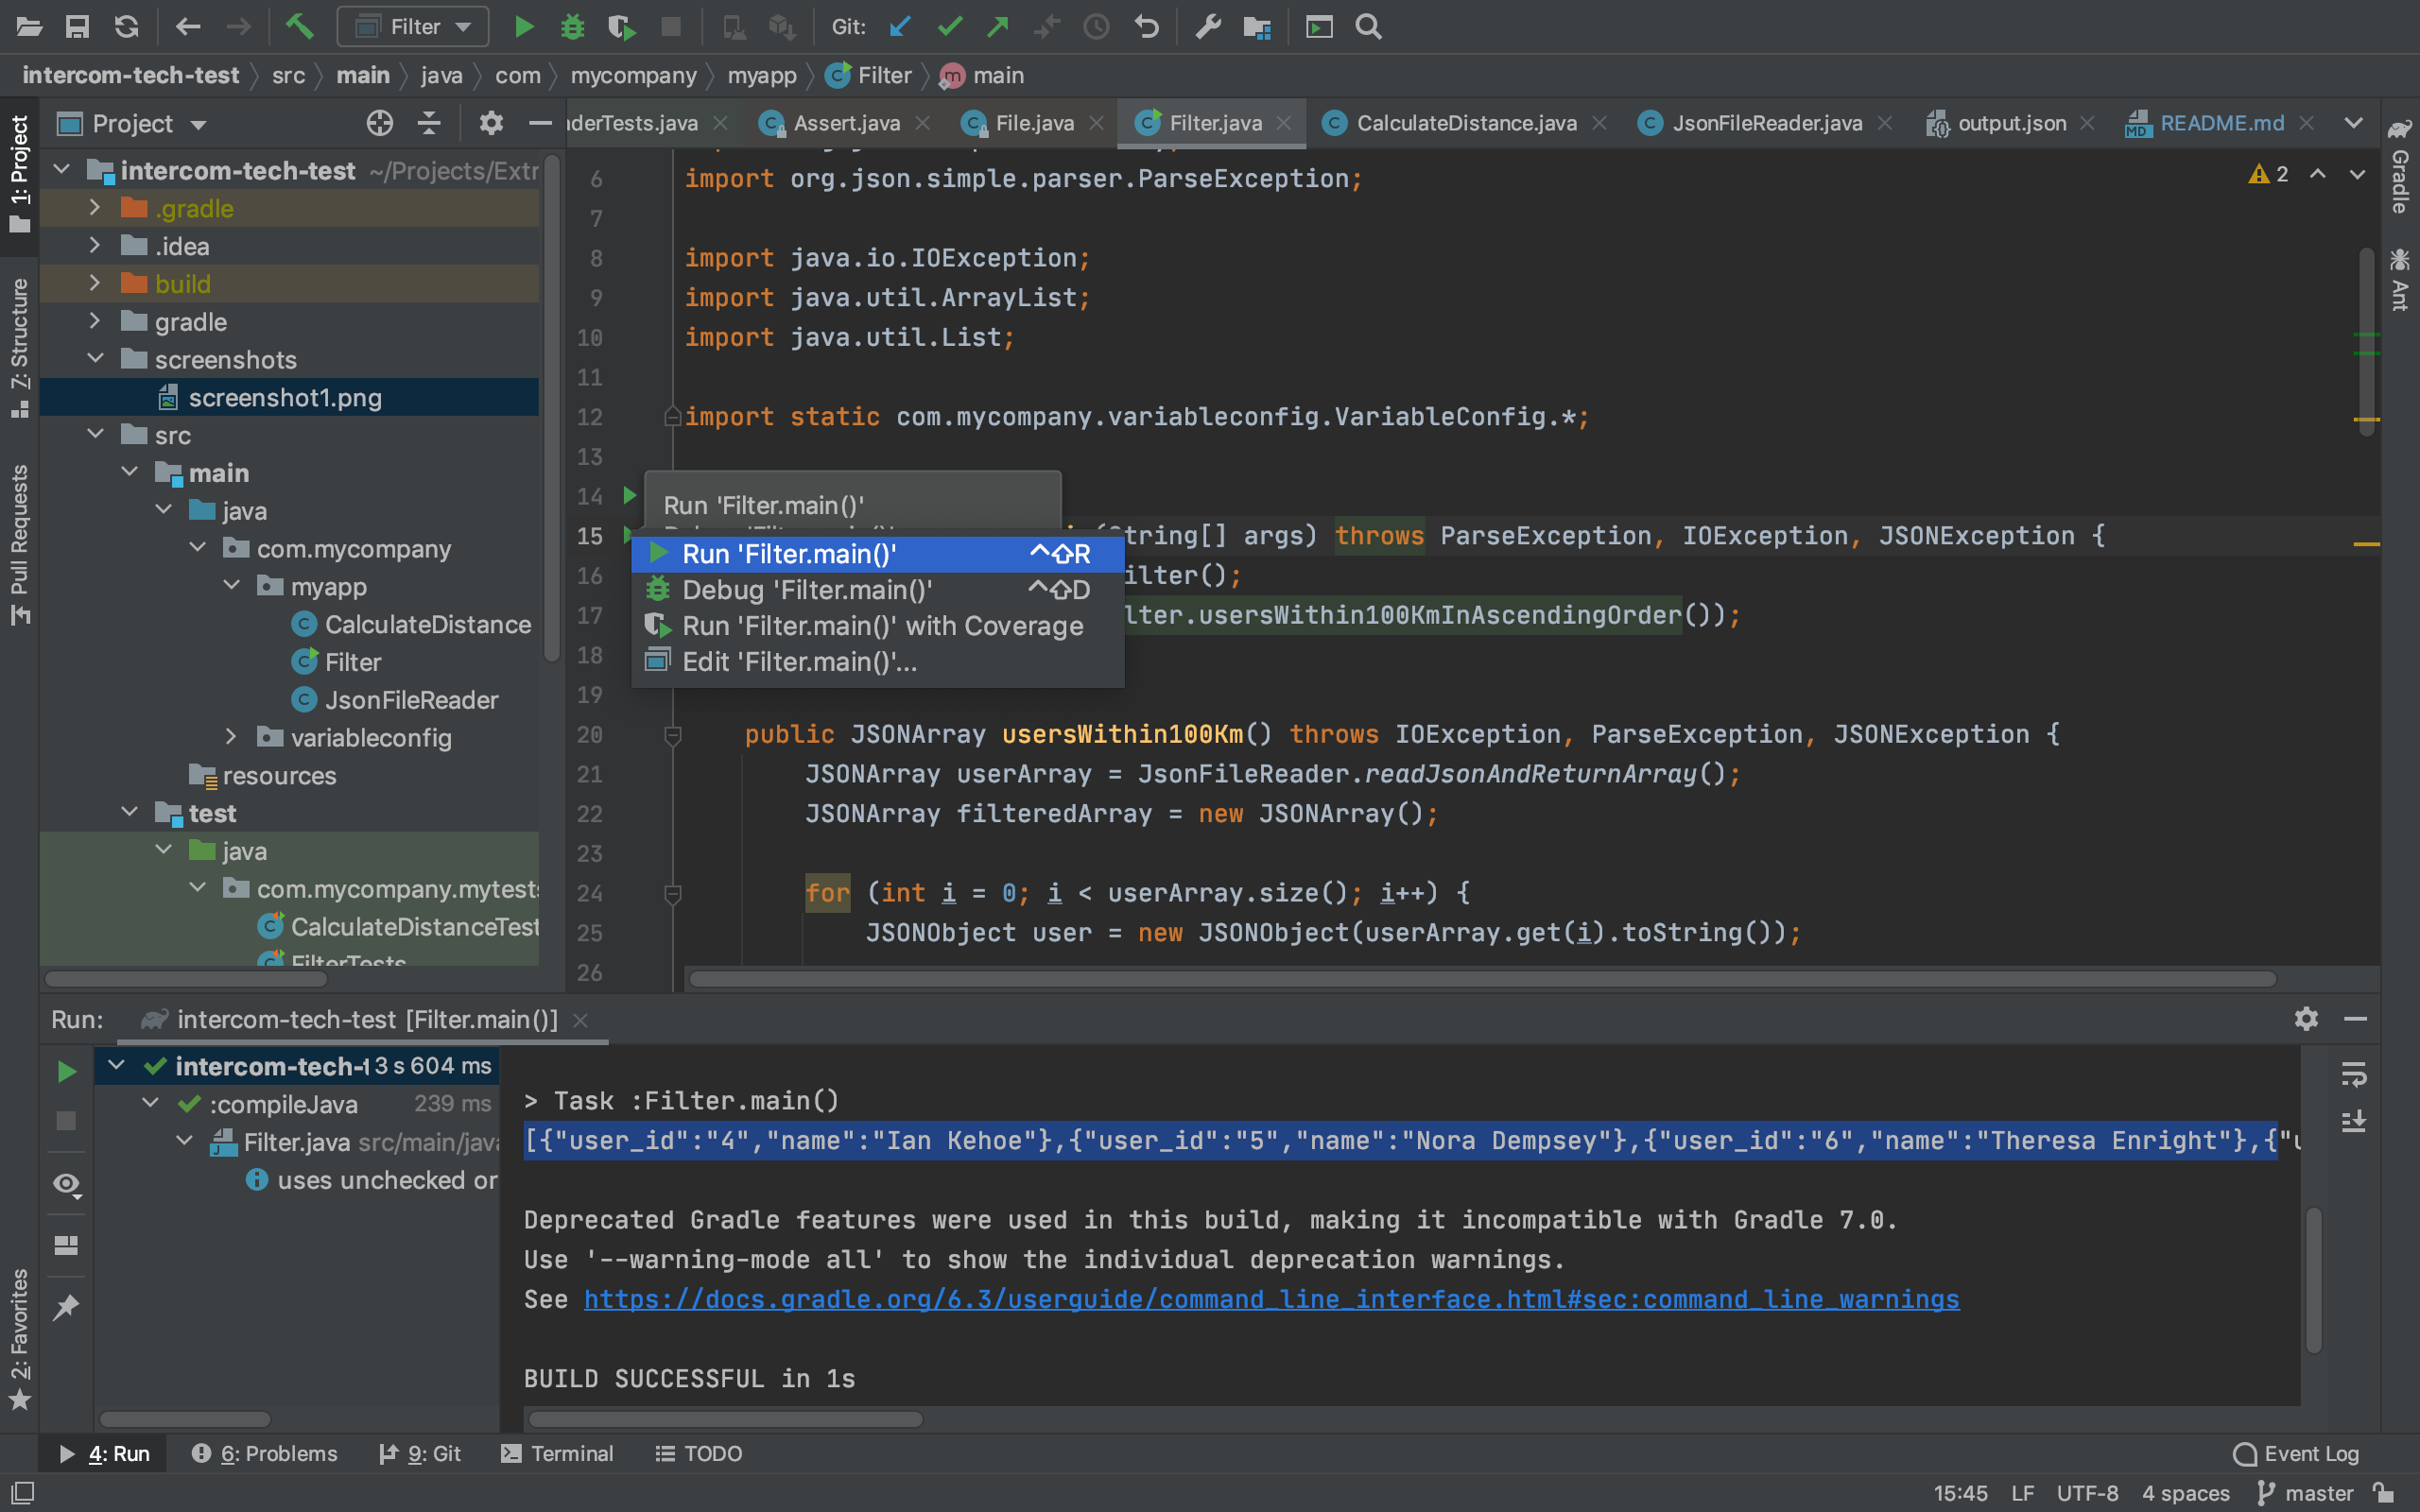 Filter
Git:
intercom-tech-test src main java com mycompany myapp Filter main
1: Project
7: Structure
Pull Requests
2: Favorites
Project
intercom-tech-test ~/Projects/Extr
.gradle
.idea
build
gradle
screenshots
screenshot1.png
src
main
java
com.mycompany
myapp
CalculateDistance
Filter
JsonFileReader
variableconfig
resources
test
java
com.mycompany.mytests
CalculateDistanceTest
FilterTests
derTests.java Assert.java File.java Filter.java CalculateDistance.java JsonFileReader.java output.json README.md
Gradle
Ant
2
6 import org.json.simple.parser.ParseException;
7
8 import java.io.IOException;
9 import java.util.ArrayList;
10 import java.util.List;
11
12 import static com.mycompany.variableconfig.VariableConfig.*;
13
14
Run 'Filter.main()'
15 tring[] args) throws ParseException, IOException, JSONException {
Run 'Filter.main()' ^⇧R
16 ilter();
Debug 'Filter.main()' ^⇧D
17 lter.usersWithin100KmInAscendingOrder());
Run 'Filter.main()' with Coverage
18
Edit 'Filter.main()'...
19
20 public JSONArray usersWithin100Km() throws IOException, ParseException, JSONException {
21 JSONArray userArray = JsonFileReader.readJsonAndReturnArray();
22 JSONArray filteredArray = new JSONArray();
23
24 for (int i = 0; i < userArray.size(); i++) {
25 JSONObject user = new JSONObject(userArray.get(i).toString());
26
Run: intercom-tech-test [Filter.main()]
intercom-tech-t 3 s 604 ms
:compileJava 239 ms
Filter.java src/main/java
uses unchecked or
> Task :Filter.main()
[{"user_id":"4","name":"Ian Kehoe"},{"user_id":"5","name":"Nora Dempsey"},{"user_id":"6","name":"Theresa Enright"},{"u
Deprecated Gradle features were used in this build, making it incompatible with Gradle 7.0.
Use '--warning-mode all' to show the individual deprecation warnings.
See https://docs.gradle.org/6.3/userguide/command_line_interface.html#sec:command_line_warnings
BUILD SUCCESSFUL in 1s
4: Run 6: Problems 9: Git Terminal TODO Event Log
15:45 LF UTF-8 4 spaces master